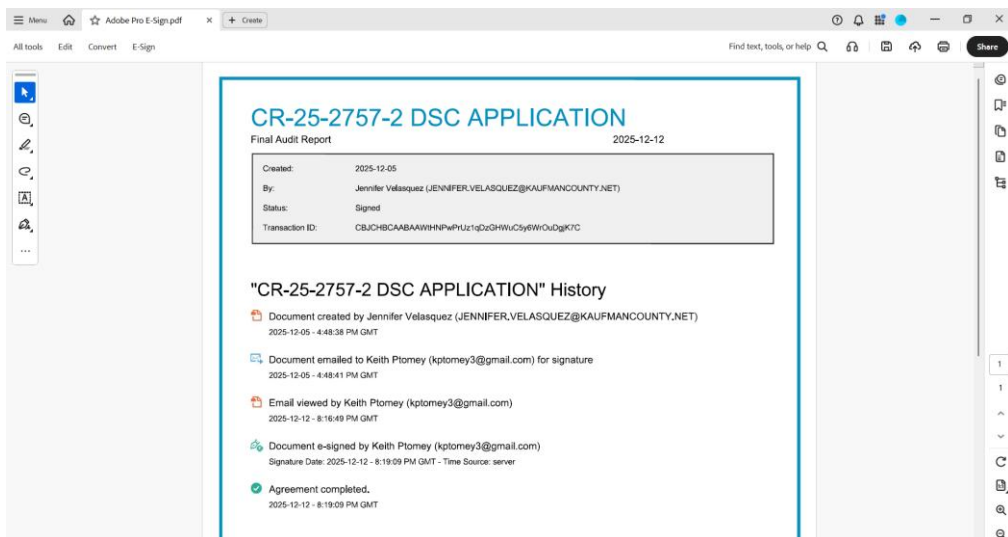 Menu
Adobe Pro E-Sign.pdf
Create
All tools
Edit
Convert
E-Sign
Find text, tools, or help
Share
CR-25-2757-2 DSC APPLICATION
Final Audit Report
2025-12-12
Created: 2025-12-05
By: Jennifer Velasquez (JENNIFER.VELASQUEZ@KAUFMANCOUNTY.NET)
Status: Signed
Transaction ID: CBJCHBCAABAAWtHNPwPrUz1qDzGHWuC5y6WrOuDgjK7C
"CR-25-2757-2 DSC APPLICATION" History
Document created by Jennifer Velasquez (JENNIFER.VELASQUEZ@KAUFMANCOUNTY.NET)
2025-12-05 - 4:48:38 PM GMT
Document emailed to Keith Ptomey (kptomey3@gmail.com) for signature
2025-12-05 - 4:48:41 PM GMT
Email viewed by Keith Ptomey (kptomey3@gmail.com)
2025-12-12 - 8:16:49 PM GMT
Document e-signed by Keith Ptomey (kptomey3@gmail.com)
Signature Date: 2025-12-12 - 8:19:09 PM GMT - Time Source: server
Agreement completed.
2025-12-12 - 8:19:09 PM GMT
1
1